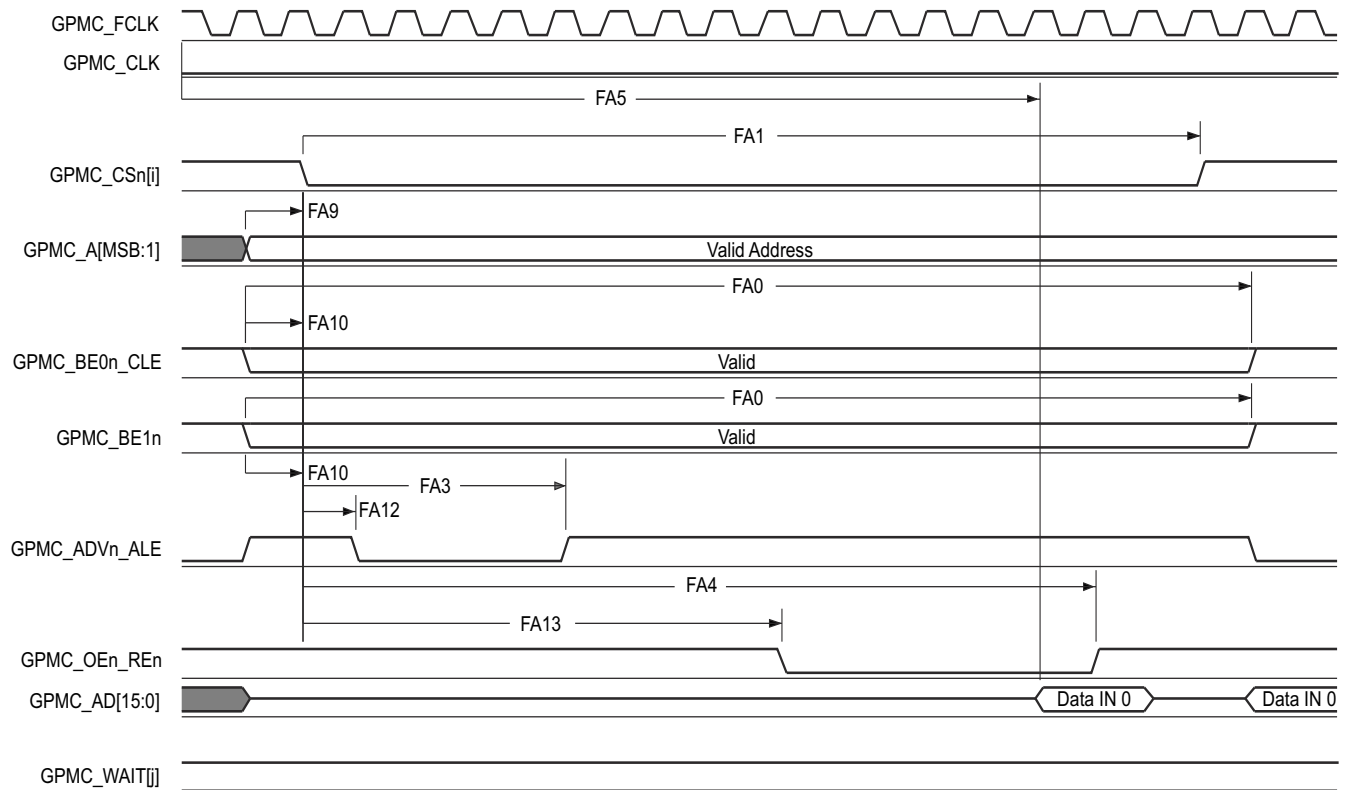 GPMC_FCLK
GPMC_CLK
FA5
FA1
GPMC_CSn[i]
FA9
GPMC_A[MSB:1]
Valid Address
FA0
FA10
GPMC_BE0n_CLE
Valid
FA0
GPMC_BE1n
Valid
FA10
FA3
FA12
GPMC_ADVn_ALE
FA4
FA13
GPMC_OEn_REn
GPMC_AD[15:0]
Data IN 0
Data IN 0
GPMC_WAIT[j]